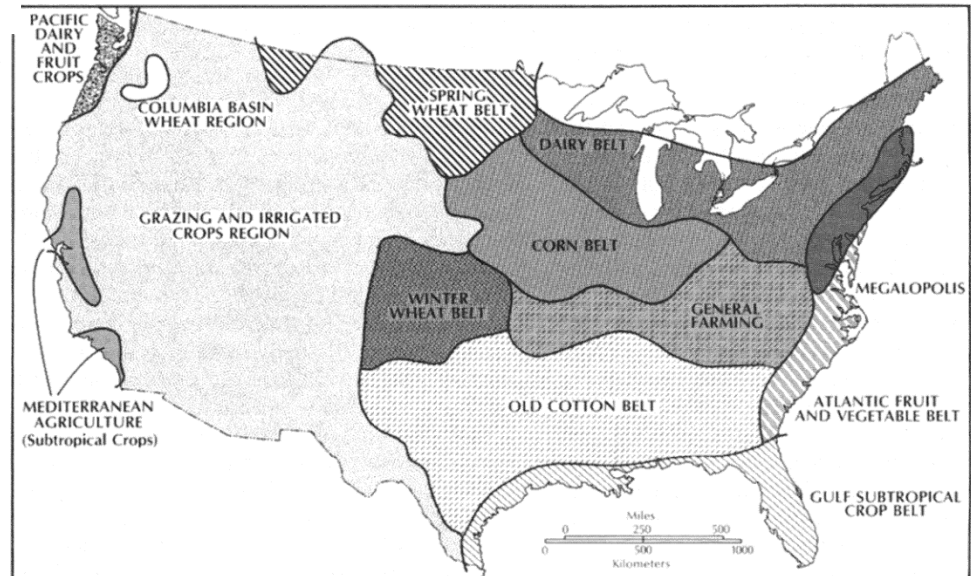 PACIFIC
DAIRY
AND
FRUIT
CROPS
COLUMBIA BASIN
WHEAT REGION
SPRING
WHEAT BELT
DAIRY BELT
GRAZING AND IRRIGATED
CROPS REGION
CORN BELT
WINTER
WHEAT BELT
GENERAL
FARMING
MEGALOPOLIS
MEDITERRANEAN
AGRICULTURE
(Subtropical Crops)
OLD COTTON BELT
ATLANTIC FRUIT
AND VEGETABLE BELT
GULF SUBTROPICAL
CROP BELT
Miles
0 250 500
0 500 1000
Kilometers